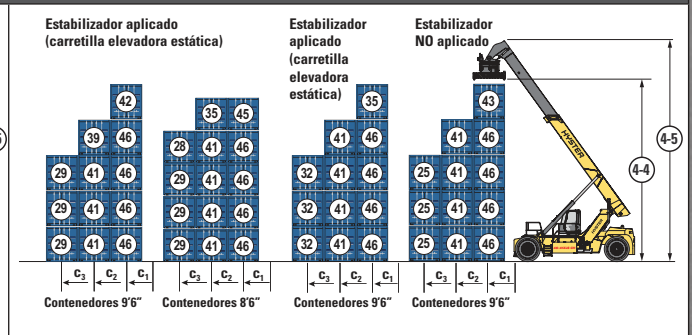 Estabilizador aplicado
(carretilla elevadora estática)
42
39 46
29 41 46
29 41 46
29 41 46
c3 c2 c1
Contenedores 9'6"
35 45
28 41 46
29 41 46
29 41 46
29 41 46
c3 c2 c1
Contenedores 8'6"
Estabilizador
aplicado
(carretilla
elevadora
estática)
35
41 46
32 41 46
32 41 46
32 41 46
c3 c2 c1
Contenedores 9'6"
Estabilizador
NO aplicado
43
41 46
25 41 46
25 41 46
25 41 46
c3 c2 c1
Contenedores 9'6"
HYSTER
4-4
4-5